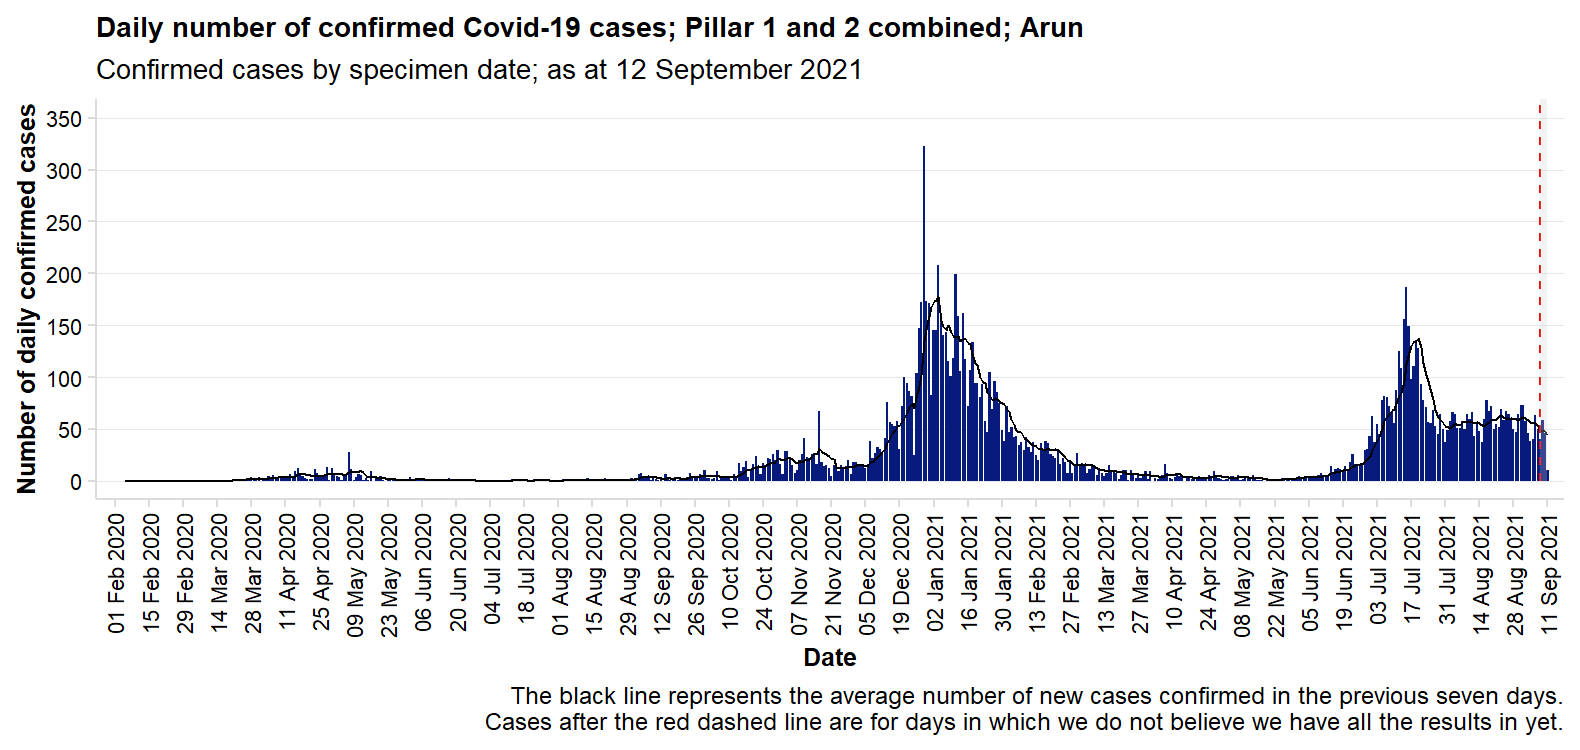 Daily number of confirmed Covid-19 cases; Pillar 1 and 2 combined; Arun
Confirmed cases by specimen date; as at 12 September 2021
Number of daily confirmed cases
350
300
250
200
150
100
50
0
01 Feb 2020
15 Feb 2020
29 Feb 2020
14 Mar 2020
28 Mar 2020
11 Apr 2020
25 Apr 2020
09 May 2020
23 May 2020
06 Jun 2020
20 Jun 2020
04 Jul 2020
18 Jul 2020
01 Aug 2020
15 Aug 2020
29 Aug 2020
12 Sep 2020
26 Sep 2020
10 Oct 2020
24 Oct 2020
07 Nov 2020
21 Nov 2020
05 Dec 2020
19 Dec 2020
02 Jan 2021
16 Jan 2021
30 Jan 2021
13 Feb 2021
27 Feb 2021
13 Mar 2021
27 Mar 2021
10 Apr 2021
24 Apr 2021
08 May 2021
22 May 2021
05 Jun 2021
19 Jun 2021
03 Jul 2021
17 Jul 2021
31 Jul 2021
14 Aug 2021
28 Aug 2021
11 Sep 2021
Date
The black line represents the average number of new cases confirmed in the previous seven days.
Cases after the red dashed line are for days in which we do not believe we have all the results in yet.